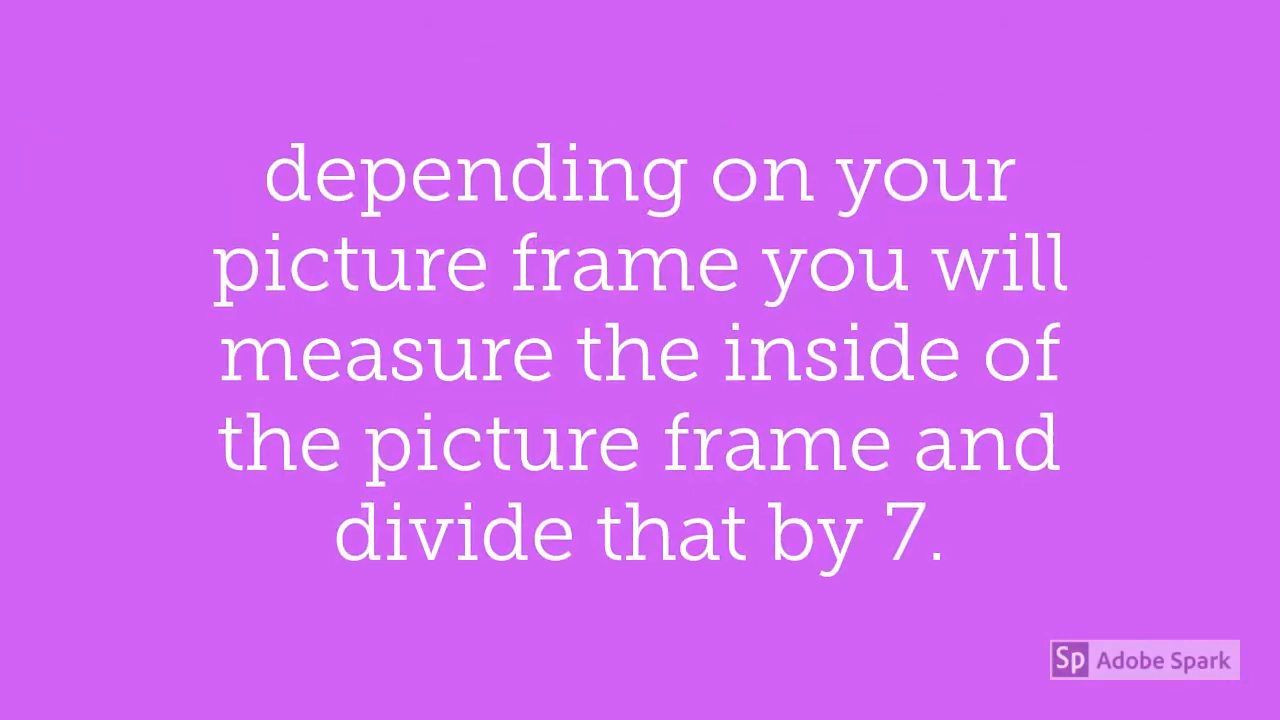 depending on your
picture frame you will
measure the inside of
the picture frame and
divide that by 7.
Sp Adobe Spark